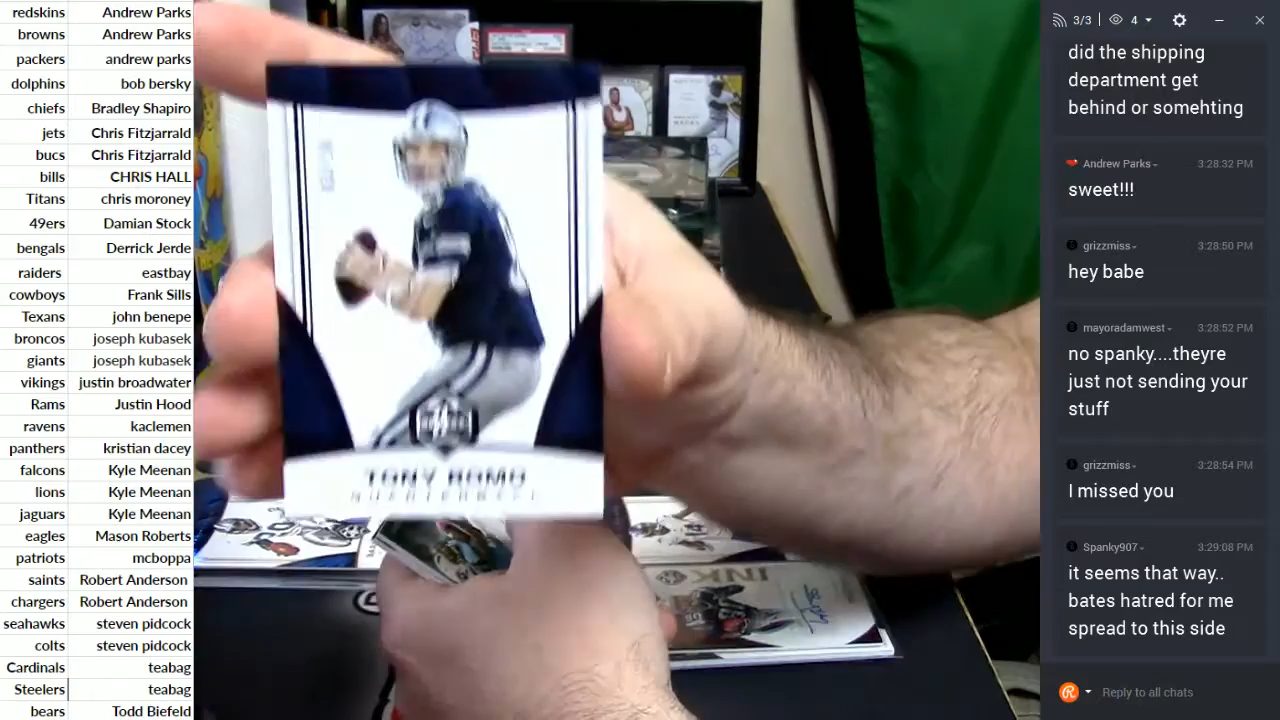 redskins Andrew Parks
browns Andrew Parks
packers andrew parks
dolphins bob bersky
chiefs Bradley Shapiro
jets Chris Fitzjarrald
bucs Chris Fitzjarrald
bills CHRIS HALL
Titans chris moroney
49ers Damian Stock
bengals Derrick Jerde
raiders eastbay
cowboys Frank Sills
Texans john benepe
broncos joseph kubasek
giants joseph kubasek
vikings justin broadwater
Rams Justin Hood
ravens kaclemen
panthers kristian dacey
falcons Kyle Meenan
lions Kyle Meenan
jaguars Kyle Meenan
eagles Mason Roberts
patriots mcboppa
saints Robert Anderson
chargers Robert Anderson
seahawks steven pidcock
colts steven pidcock
Cardinals teabag
Steelers teabag
bears Todd Biefeld
TONY ROMO
QUARTERBACK
INK
3/3 4
did the shipping
department get
behind or somehting
Andrew Parks 3:28:32 PM
sweet!!!
grizzmiss 3:28:50 PM
hey babe
mayoradamwest 3:28:52 PM
no spanky....theyre
just not sending your
stuff
grizzmiss 3:28:54 PM
I missed you
Spanky907 3:29:08 PM
it seems that way..
bates hatred for me
spread to this side
Reply to all chats